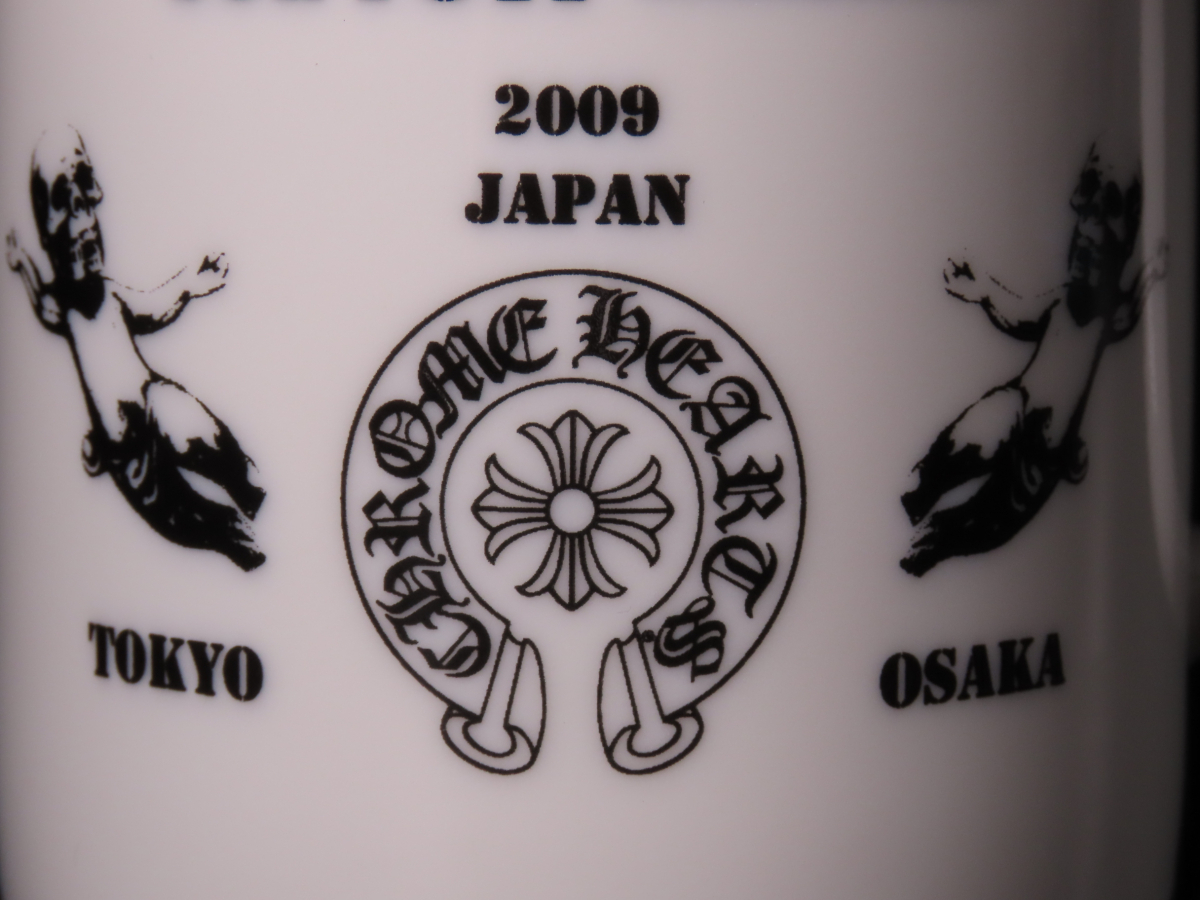 2009
JAPAN
CHROME HEARTS
TOKYO
OSAKA